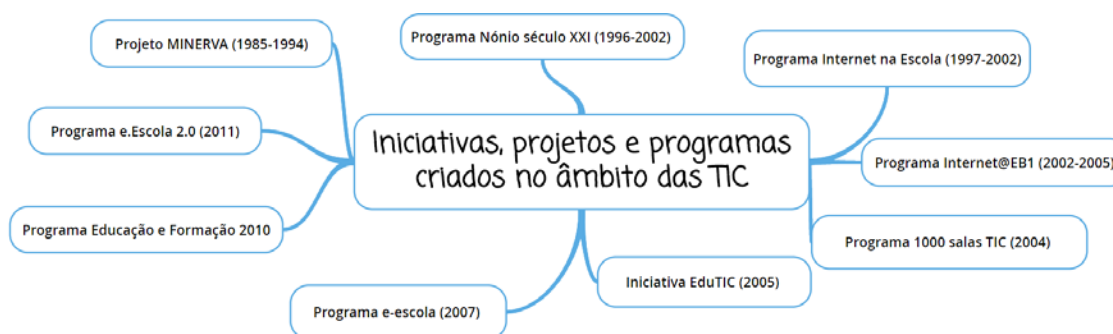 Projeto MINERVA (1985-1994)
Programa Nónio século XXI (1996-2002)
Programa Internet na Escola (1997-2002)
Programa e.Escola 2.0 (2011)
Iniciativas, projetos e programas
criados no âmbito das TIC
Programa Internet@EB1 (2002-2005)
Programa Educação e Formação 2010
Programa 1000 salas TIC (2004)
Iniciativa EduTIC (2005)
Programa e-escola (2007)